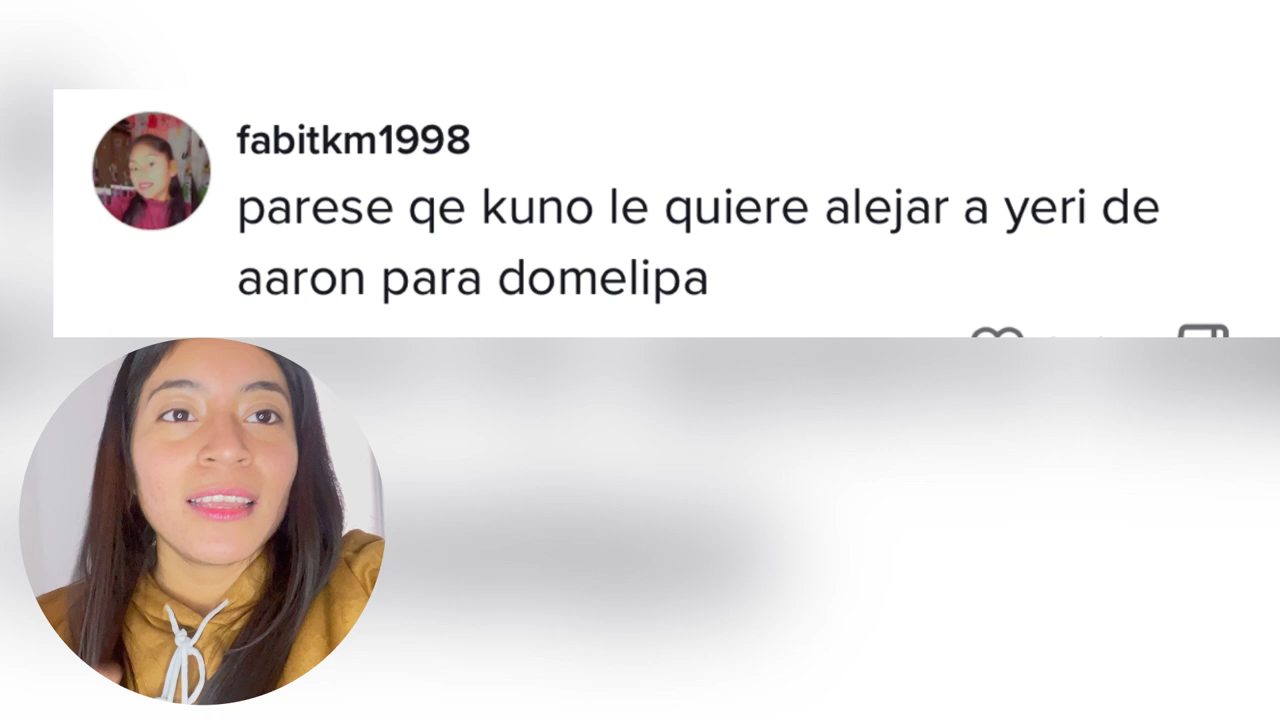 fabitkm1998
parese qe kuno le quiere alejar a yeri de
aaron para domelipa